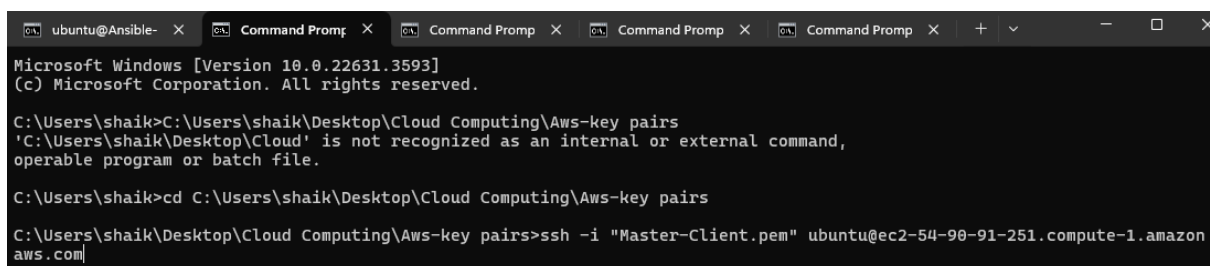 ubuntu@Ansible- Command Promp Command Promp Command Promp Command Promp
Microsoft Windows [Version 10.0.22631.3593]
(c) Microsoft Corporation. All rights reserved.
C:\Users\shaik>C:\Users\shaik\Desktop\Cloud Computing\Aws-key pairs
'C:\Users\shaik\Desktop\Cloud' is not recognized as an internal or external command,
operable program or batch file.
C:\Users\shaik>cd C:\Users\shaik\Desktop\Cloud Computing\Aws-key pairs
C:\Users\shaik\Desktop\Cloud Computing\Aws-key pairs>ssh -i "Master-Client.pem" ubuntu@ec2-54-90-91-251.compute-1.amazon
aws.com